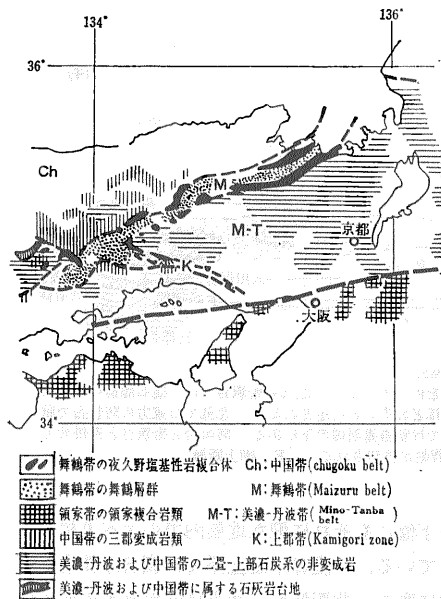 134°
136°
36°
Ch
M
M-T
京都
K
大阪
34°
舞鶴帯の夜久野塩基性岩複合体 Ch:中国帯(chugoku belt)
舞鶴帯の舞鶴層群 M:舞鶴帯(Maizuru belt)
領家帯の領家複合岩類 M-T:美濃-丹波帯(Mino-Tanba belt)
中国帯の三郡変成岩類 K:上郡帯(Kamigori zone)
美濃-丹波および中国帯の二畳-上部石炭系の非変成岩
美濃-丹波および中国帯に属する石灰岩台地